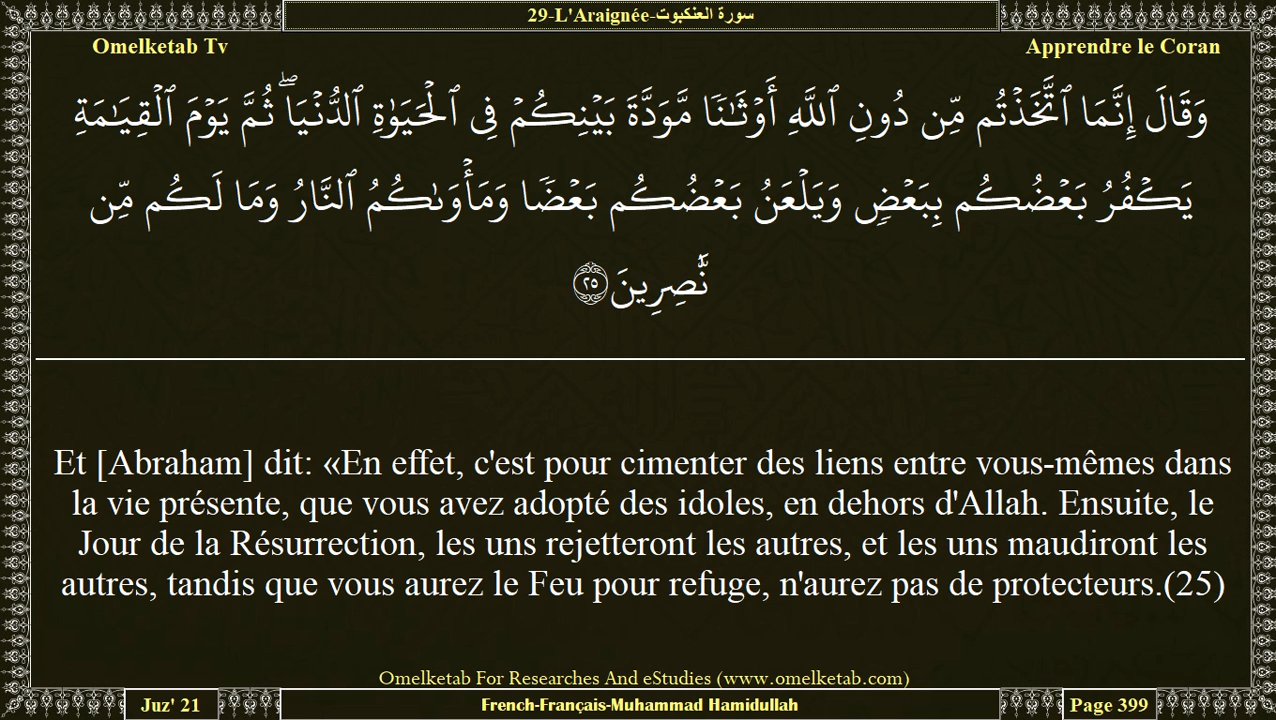 29-L'Araignée-سورة العنكبوت
Omelketab Tv
Apprendre le Coran
وَقَالَ إِنَّمَا ٱتَّخَذْتُم مِّن دُونِ ٱللَّهِ أَوْثَـٰنًا مَّوَدَّةَ بَيْنِكُمْ فِى ٱلْحَيَوٰةِ ٱلدُّنْيَا ۖ ثُمَّ يَوْمَ ٱلْقِيَـٰمَةِ
يَكْفُرُ بَعْضُكُم بِبَعْضٍ وَيَلْعَنُ بَعْضُكُم بَعْضًا وَمَأْوَىٰكُمُ ٱلنَّارُ وَمَا لَكُم مِّن
نَّـٰصِرِينَ ٢٥
Et [Abraham] dit: «En effet, c'est pour cimenter des liens entre vous-mêmes dans
la vie présente, que vous avez adopté des idoles, en dehors d'Allah. Ensuite, le
Jour de la Résurrection, les uns rejetteront les autres, et les uns maudiront les
autres, tandis que vous aurez le Feu pour refuge, n'aurez pas de protecteurs.(25)
Omelketab For Researches And eStudies (www.omelketab.com)
Juz' 21
French-Français-Muhammad Hamidullah
Page 399